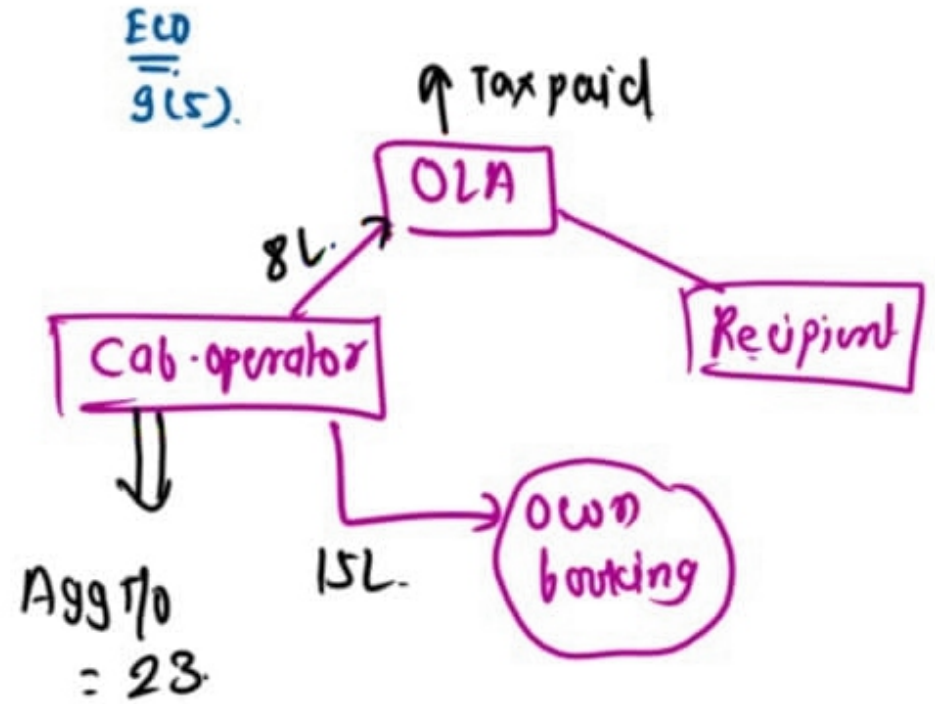 ECO
9(5).
Tax paid
OLA
8L.
Recipient
Cab-operator
own
booking
15L.
Agg T/O
= 23.